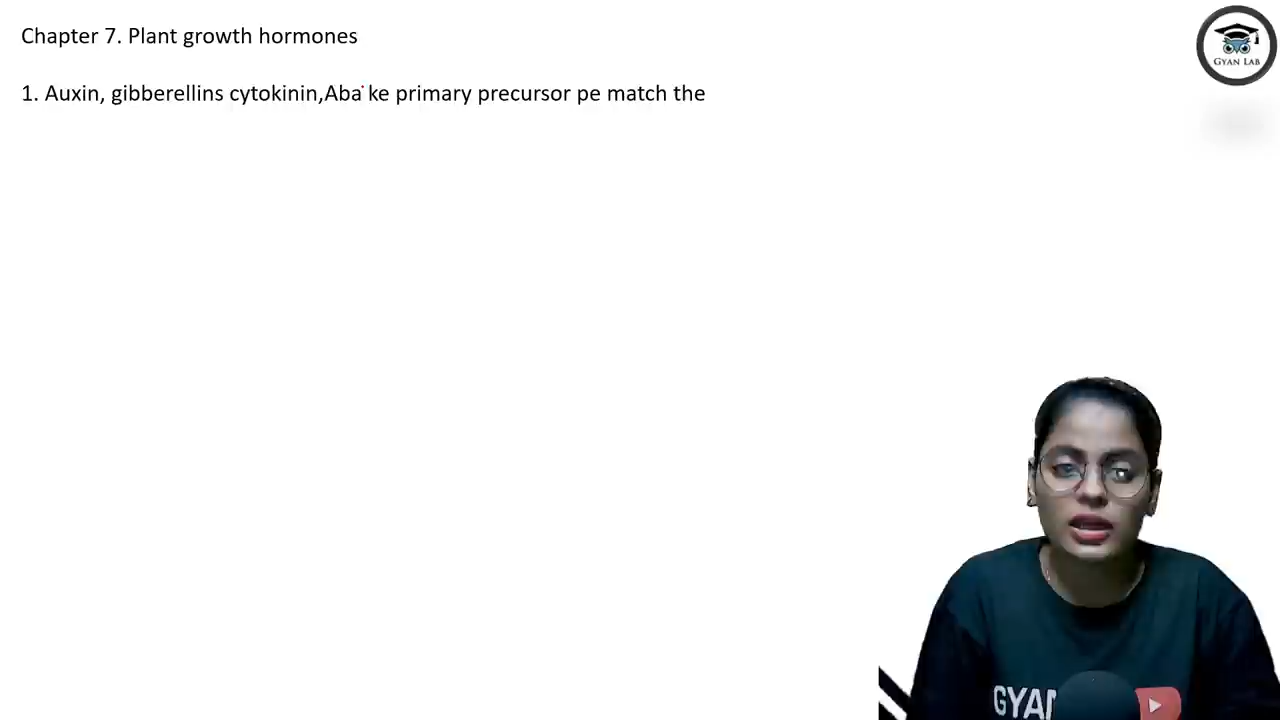 Chapter 7. Plant growth hormones
GYAN LAB
1. Auxin, gibberellins cytokinin,Aba ke primary precursor pe match the
GYAN